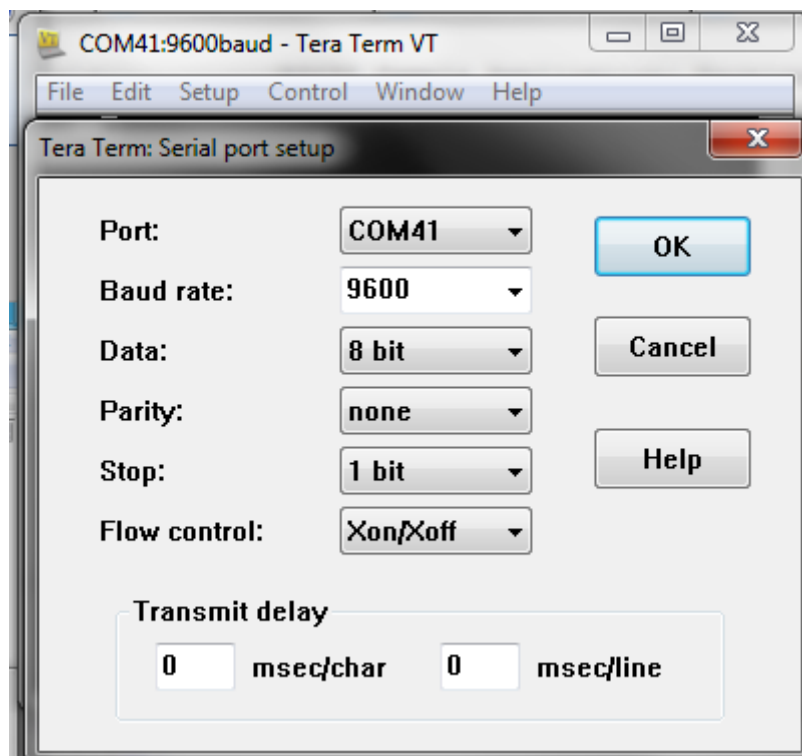 COM41:9600baud - Tera Term VT
File Edit Setup Control Window Help
Tera Term: Serial port setup
Port: COM41
OK
Baud rate: 9600
Data: 8 bit
Cancel
Parity: none
Stop: 1 bit
Help
Flow control: Xon/Xoff
Transmit delay
0 msec/char 0 msec/line